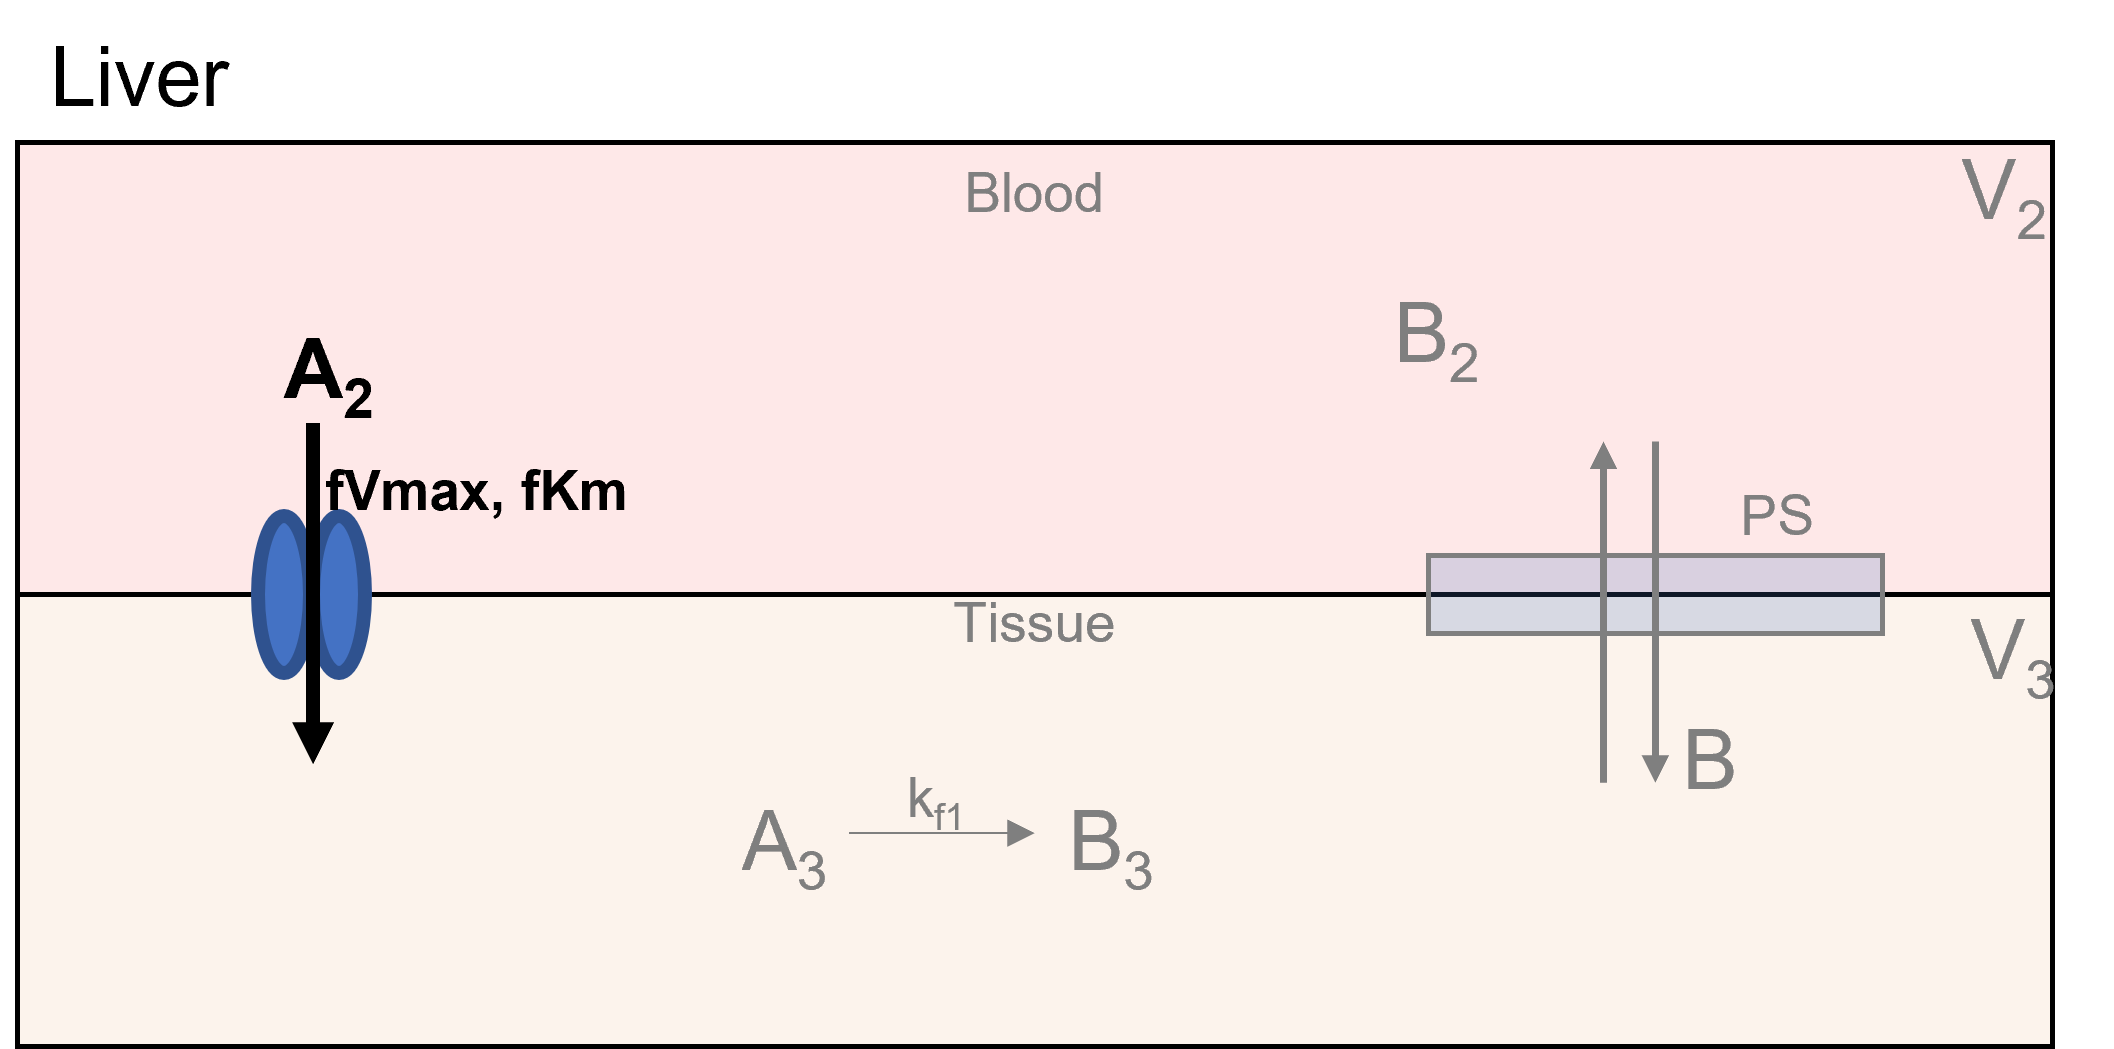 Liver
Blood
V2
B2
A2
fVmax, fKm
PS
Tissue
V3
B
kf1
A3
B3